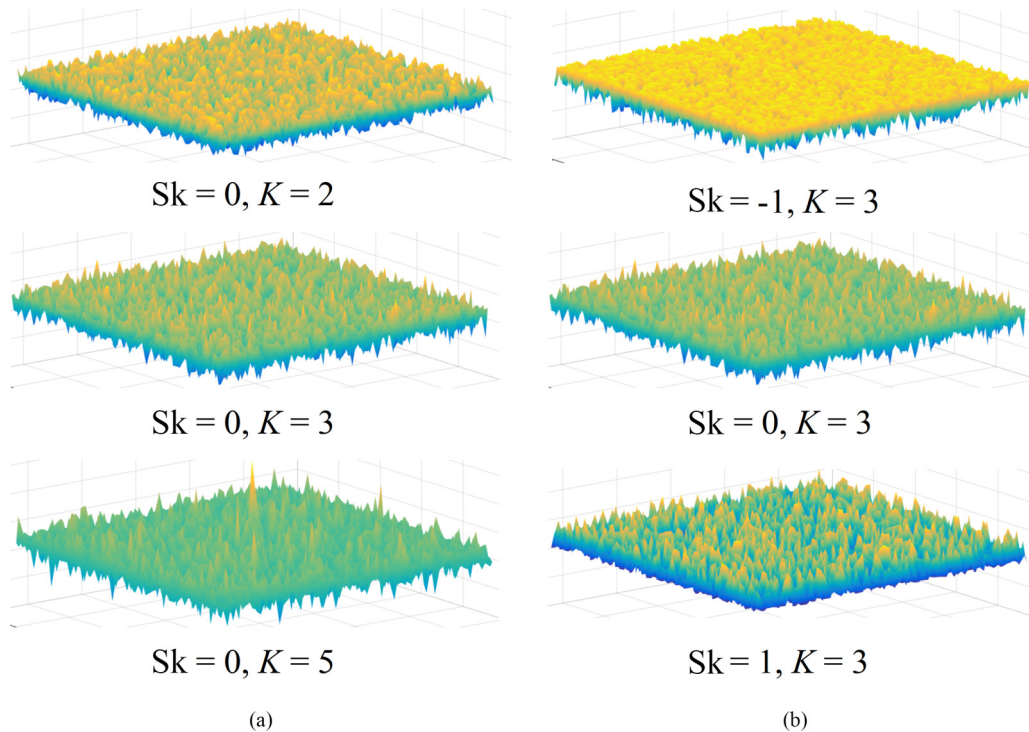 Sk = 0, K = 2
Sk = -1, K = 3
Sk = 0, K = 3
Sk = 0, K = 3
Sk = 0, K = 5
Sk = 1, K = 3
(a)
(b)